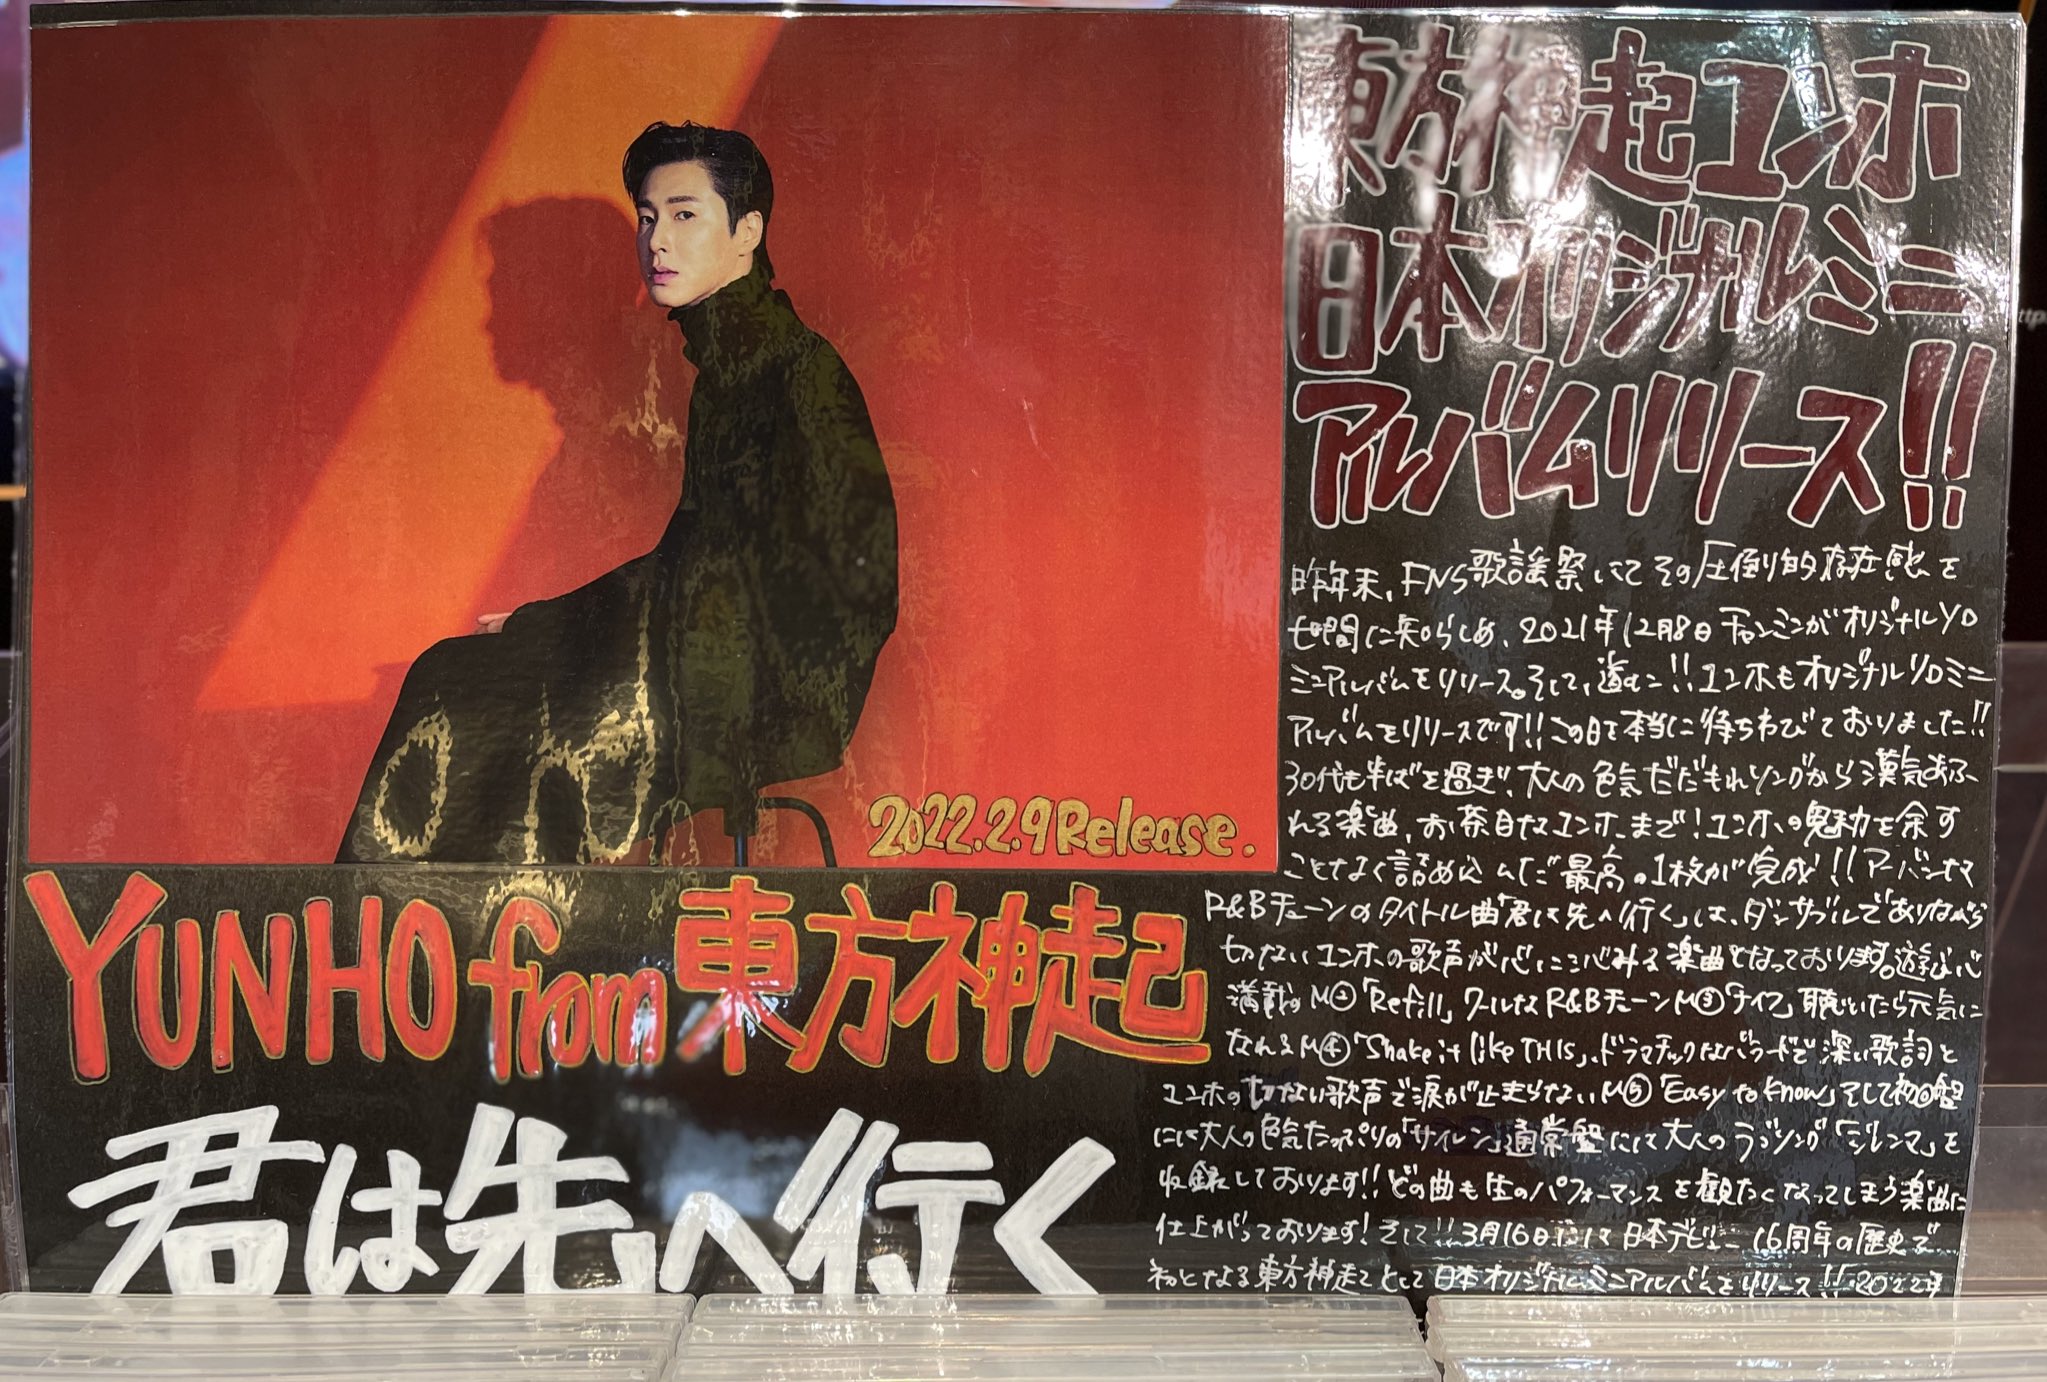 2022.2.9 Release.
YUNHO from 東方神起
君は先へ行く
東方神起ユンホ
日本オリジナルミニ
アルバムリリース!!
昨年末、FNS歌謡祭にてその圧倒的存在感を
世間に知らしめ、2021年12月8日チャンミンがオリジナルソロ
ミニアルバムをリリース。そして、遂に!!ユンホもオリジナルソロミニ
アルバムをリリースです!!この日を本当に待ちわびておりました!!
30代も半ばを過ぎ、大人の色気だだもれソングから漢気あふ
れる楽曲、お茶目なユンホまで!ユンホの魅力を余す
ことなく詰め込んだ最高の1枚が完成!!アーバンな
R&Bチューンのタイトル曲「君は先へ行く」は、ダンサブルでありながら
切ないユンホの歌声が心にしみる楽曲となっております。遊び心
満載のM②「Refill」、クールなR&BチューンM③「ナイフ」、聴いたら元気に
なれるM④「Shake it like THIS」、ドラマチックなバラードで深い歌詞と
ユンホの切ない歌声で涙が止まらないM⑤「Easy to Know」そして初回盤
には大人の色気たっぷりの「サイレン」通常盤にて大人のラブソング「ジレンマ」を
収録しております!!どの曲も生のパフォーマンスを観たくなってしまう楽曲に
仕上がっております!そして!!3月16日には日本デビュー16周年の歴史で
初となる東方神起として日本オリジナルミニアルバムをリリース!!2022年